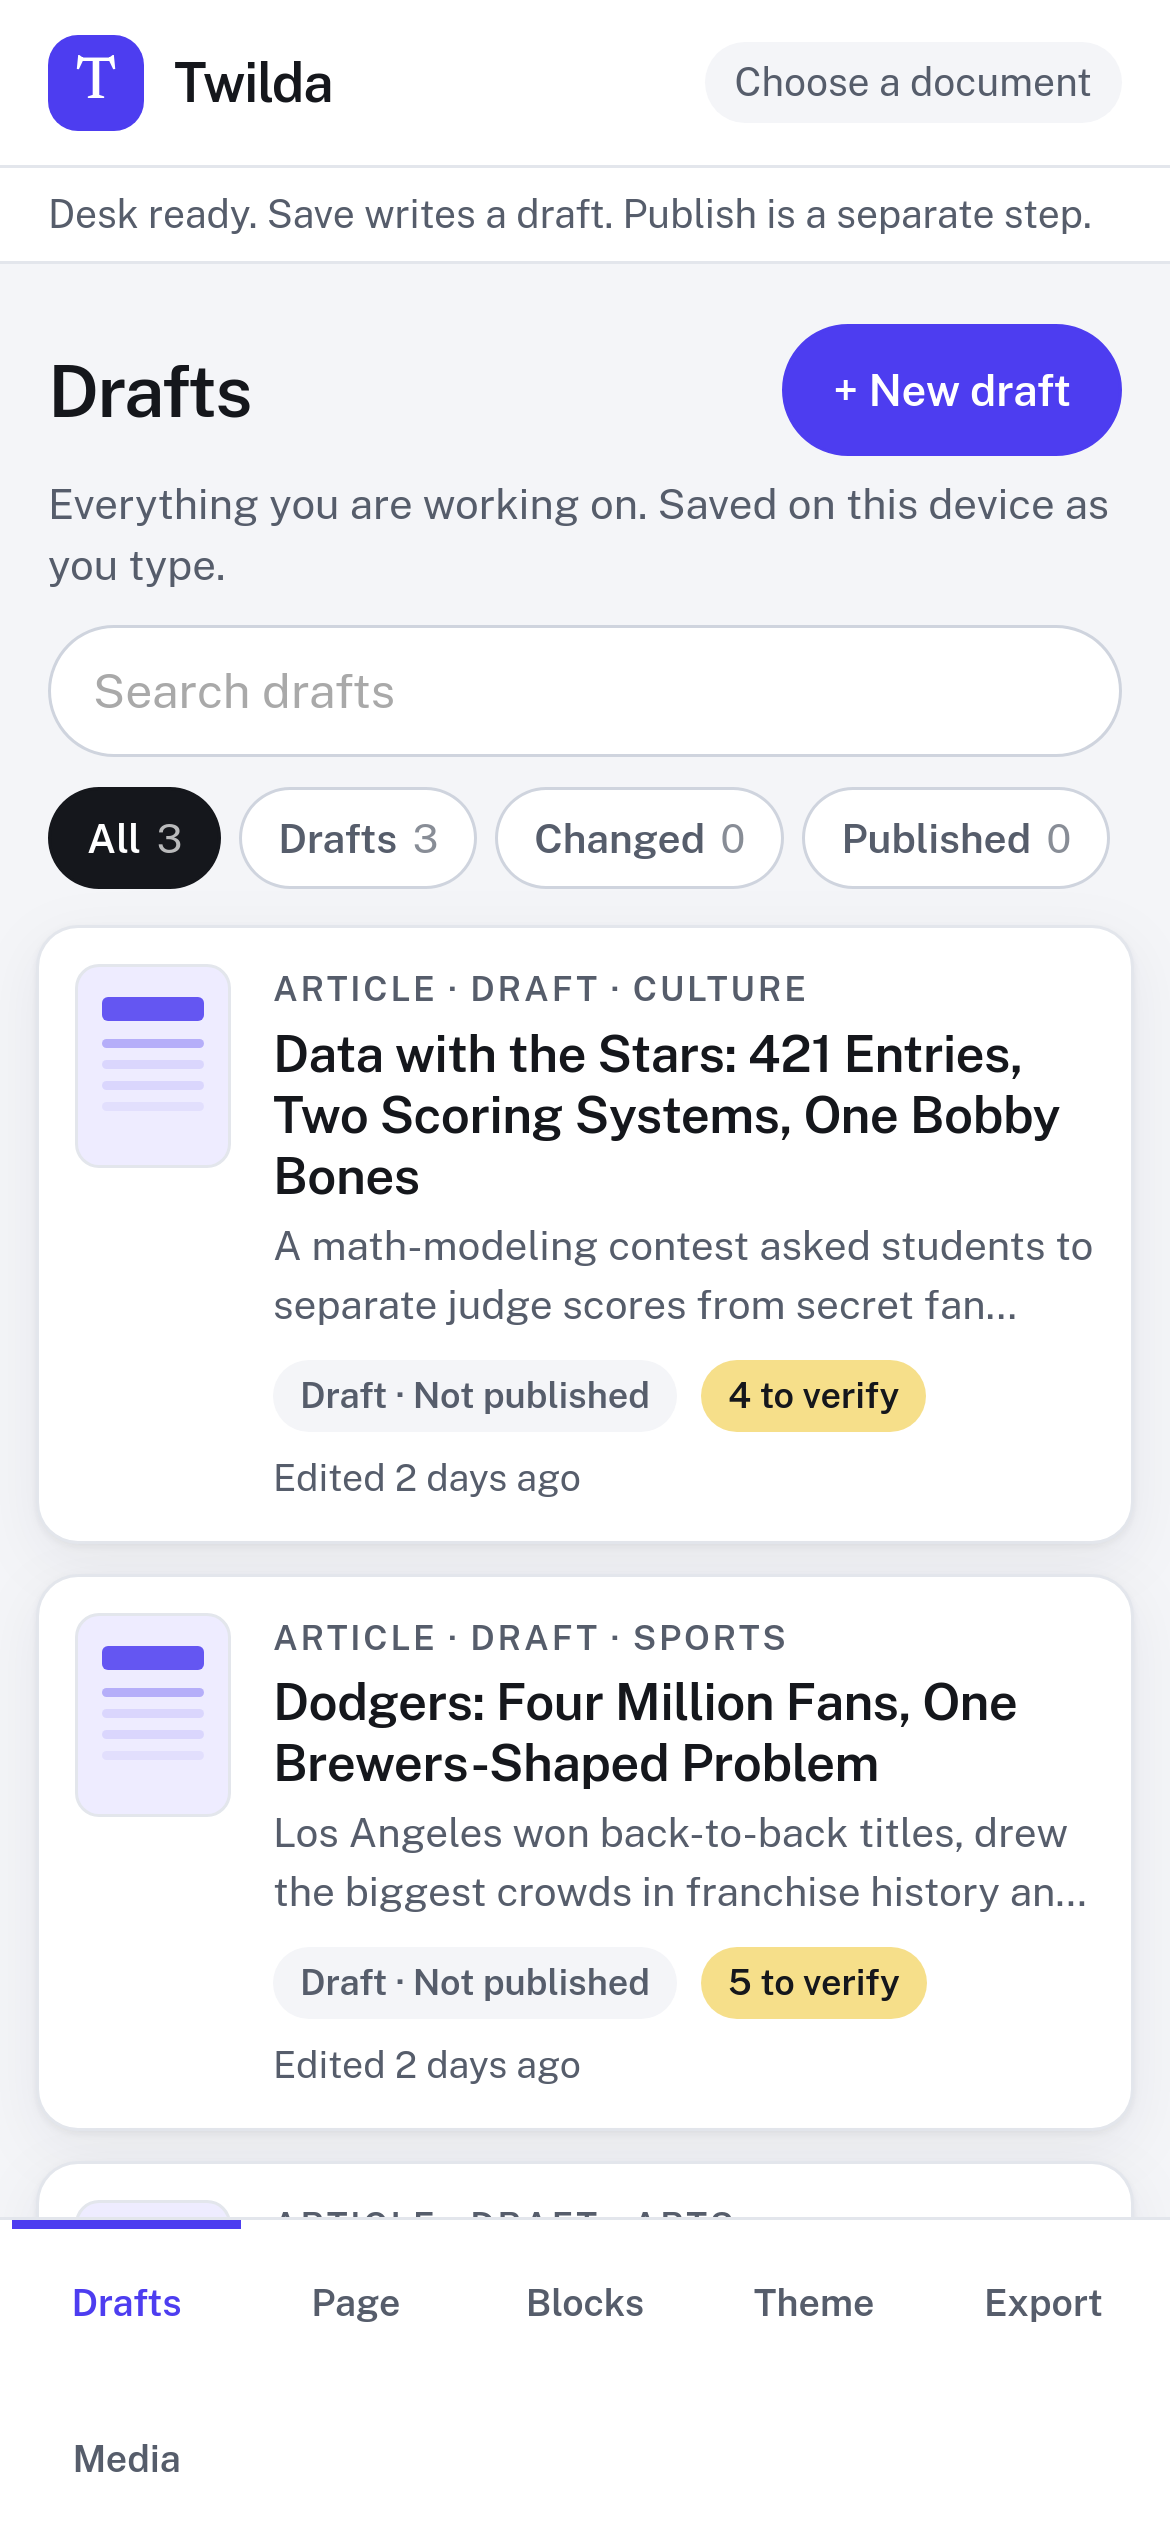 T Twilda
Choose a document
Desk ready. Save writes a draft. Publish is a separate step.
Drafts
+ New draft
Everything you are working on. Saved on this device as
you type.
Search drafts
All 3
Drafts 3
Changed 0
Published 0
ARTICLE · DRAFT · CULTURE
Data with the Stars: 421 Entries,
Two Scoring Systems, One Bobby
Bones
A math-modeling contest asked students to
separate judge scores from secret fan...
Draft · Not published
4 to verify
Edited 2 days ago
ARTICLE · DRAFT · SPORTS
Dodgers: Four Million Fans, One
Brewers-Shaped Problem
Los Angeles won back-to-back titles, drew
the biggest crowds in franchise history an...
Draft · Not published
5 to verify
Edited 2 days ago
ARTICLE · DRAFT · ARTS
Drafts
Page
Blocks
Theme
Export
Media